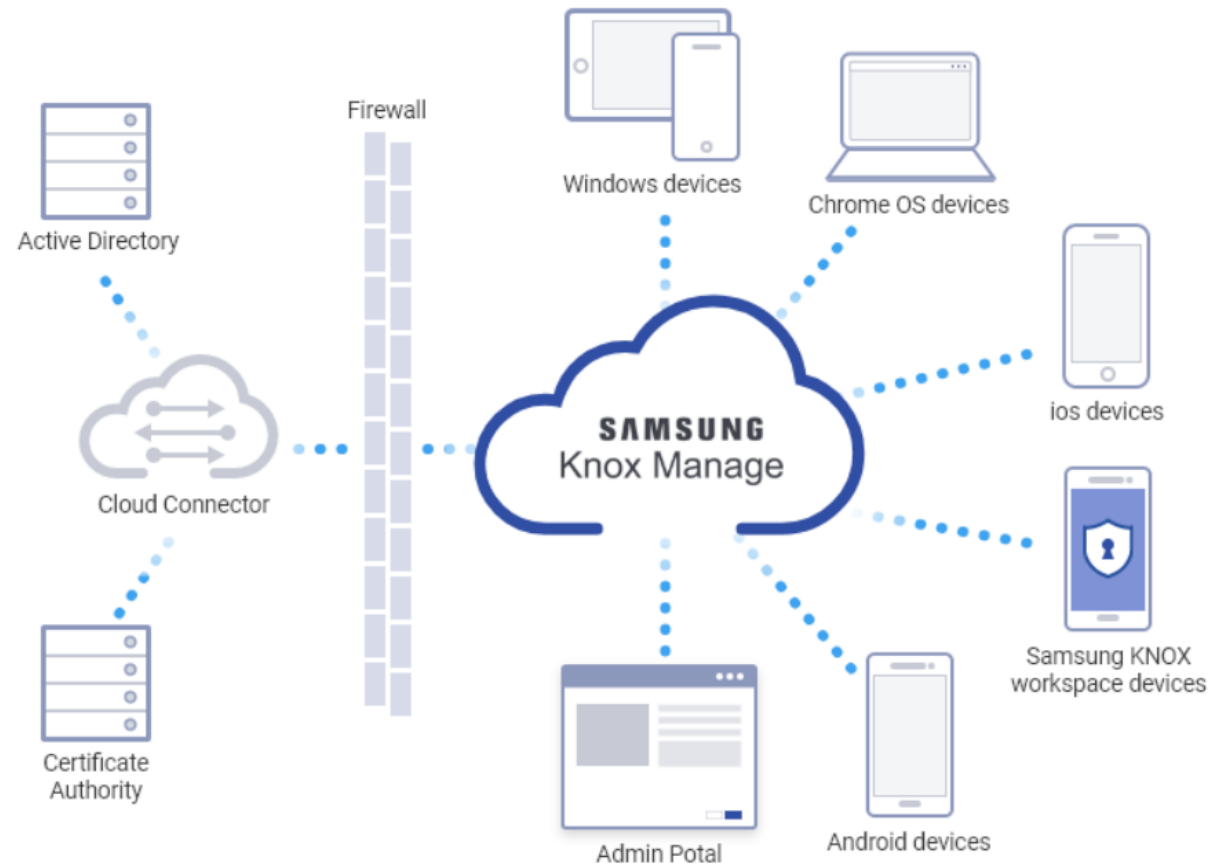 Firewall
Windows devices
Chrome OS devices
Active Directory
ios devices
SAMSUNG
Knox Manage
Cloud Connector
Samsung KNOX
workspace devices
Certificate
Authority
Android devices
Admin Potal